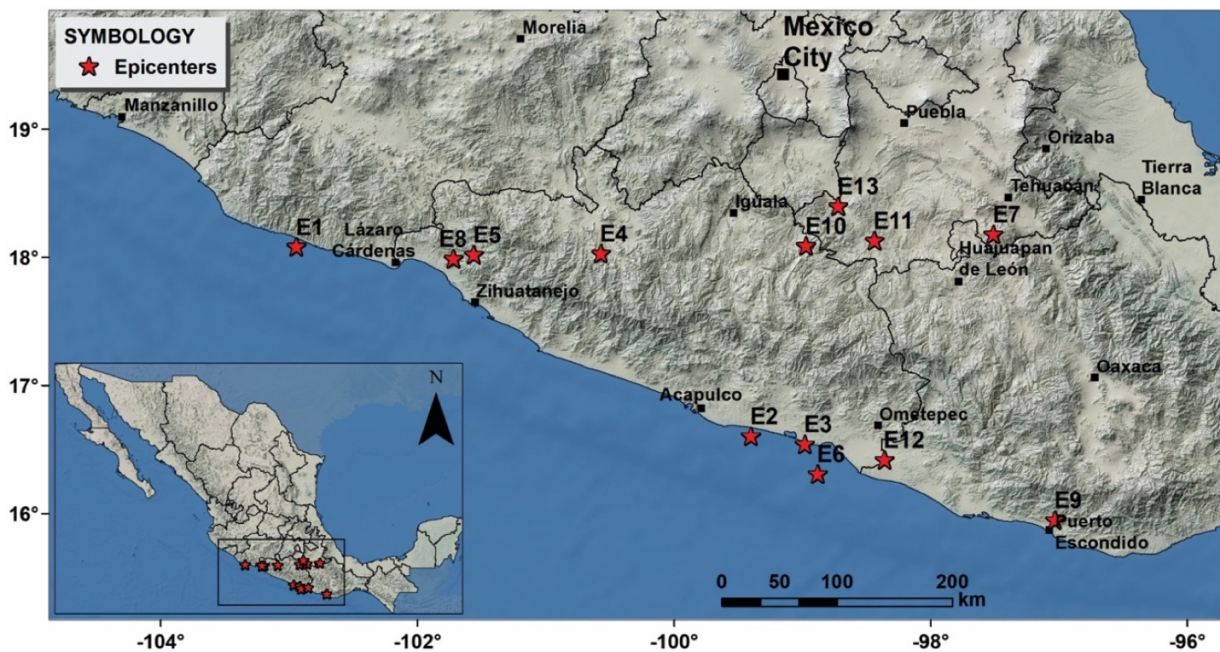 SYMBOLOGY
Epicenters
Morelia
Mexico
City
Manzanillo
Puebla
Orizaba
Tierra
Blanca
Tehuacán
Iguala
E13
E7
E11
E10
E1
Lázaro
Cárdenas
E8
E5
E4
Huajuapan
de León
Zihuatanejo
Oaxaca
Acapulco
Ometepec
E2
E3
E6
E12
E9
Puerto
Escondido
N
0 50 100 200
km
19°
18°
17°
16°
-104
-102
-100
-98
-96